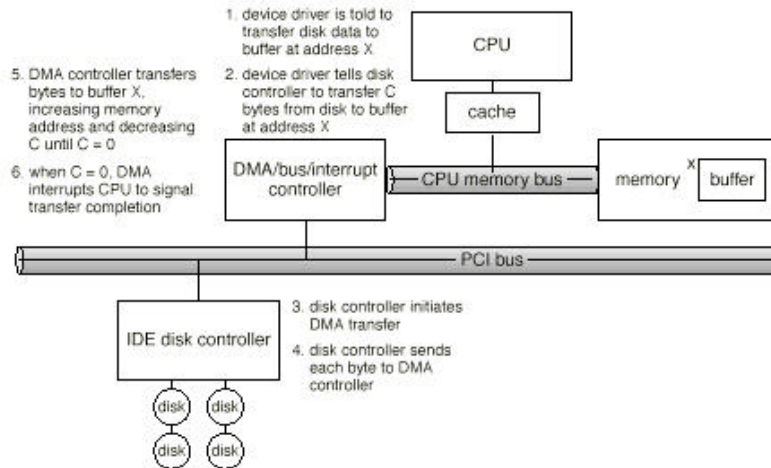 1. device driver is told to
transfer disk data to
buffer at address X
2. device driver tells disk
controller to transfer C
bytes from disk to buffer
at address X
5. DMA controller transfers
bytes to buffer X,
increasing memory
address and decreasing
C until C = 0
6. when C = 0, DMA
interrupts CPU to signal
transfer completion
CPU
cache
DMA/bus/interrupt
controller
CPU memory bus
memory
X
buffer
PCI bus
IDE disk controller
3. disk controller initiates
DMA transfer
4. disk controller sends
each byte to DMA
controller
disk
disk
disk
disk